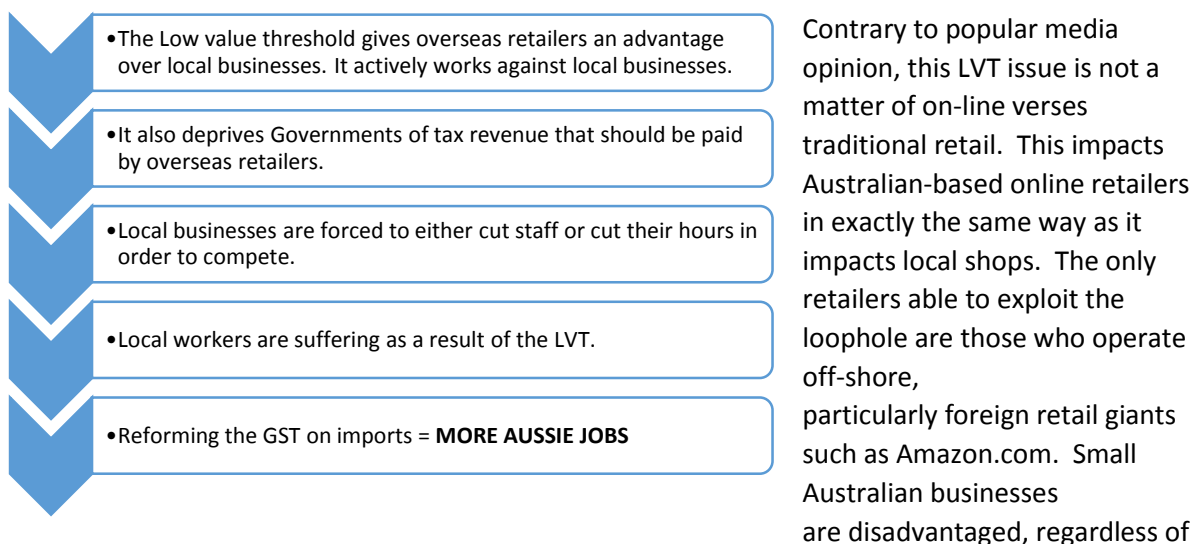 •The Low value threshold gives overseas retailers an advantage
over local businesses. It actively works against local businesses.
•It also deprives Governments of tax revenue that should be paid
by overseas retailers.
•Local businesses are forced to either cut staff or cut their hours in
order to compete.
•Local workers are suffering as a result of the LVT.
•Reforming the GST on imports = MORE AUSSIE JOBS
Contrary to popular media
opinion, this LVT issue is not a
matter of on-line verses
traditional retail. This impacts
Australian-based online retailers
in exactly the same way as it
impacts local shops. The only
retailers able to exploit the
loophole are those who operate
off-shore,
particularly foreign retail giants
such as Amazon.com. Small
Australian businesses
are disadvantaged, regardless of